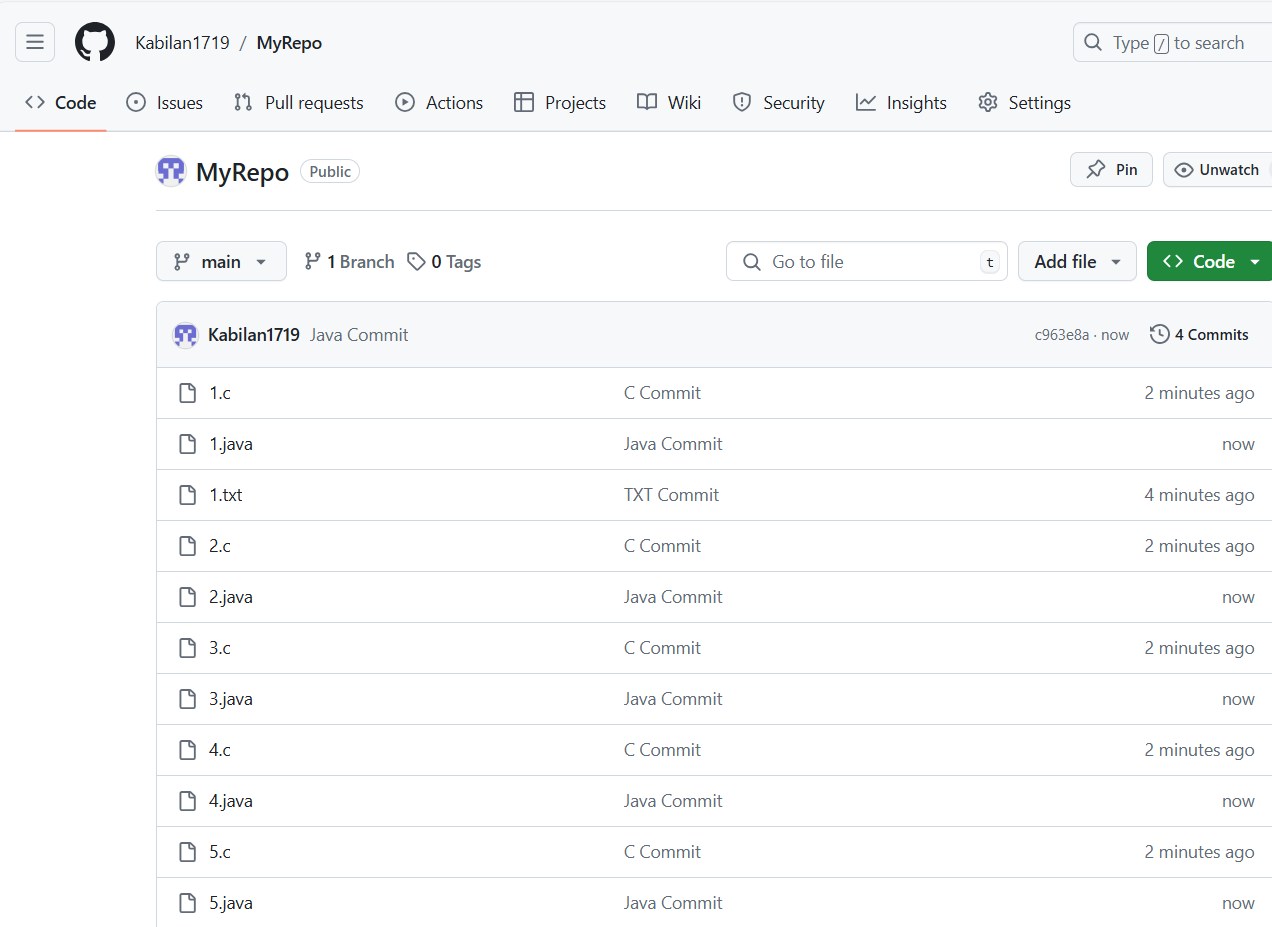 Kabilan1719 / MyRepo
Type / to search
Code Issues Pull requests Actions Projects Wiki Security Insights Settings
MyRepo Public Pin Unwatch
main 1 Branch 0 Tags Go to file t Add file Code
Kabilan1719 Java Commit c963e8a · now 4 Commits
1.c C Commit 2 minutes ago
1.java Java Commit now
1.txt TXT Commit 4 minutes ago
2.c C Commit 2 minutes ago
2.java Java Commit now
3.c C Commit 2 minutes ago
3.java Java Commit now
4.c C Commit 2 minutes ago
4.java Java Commit now
5.c C Commit 2 minutes ago
5.java Java Commit now